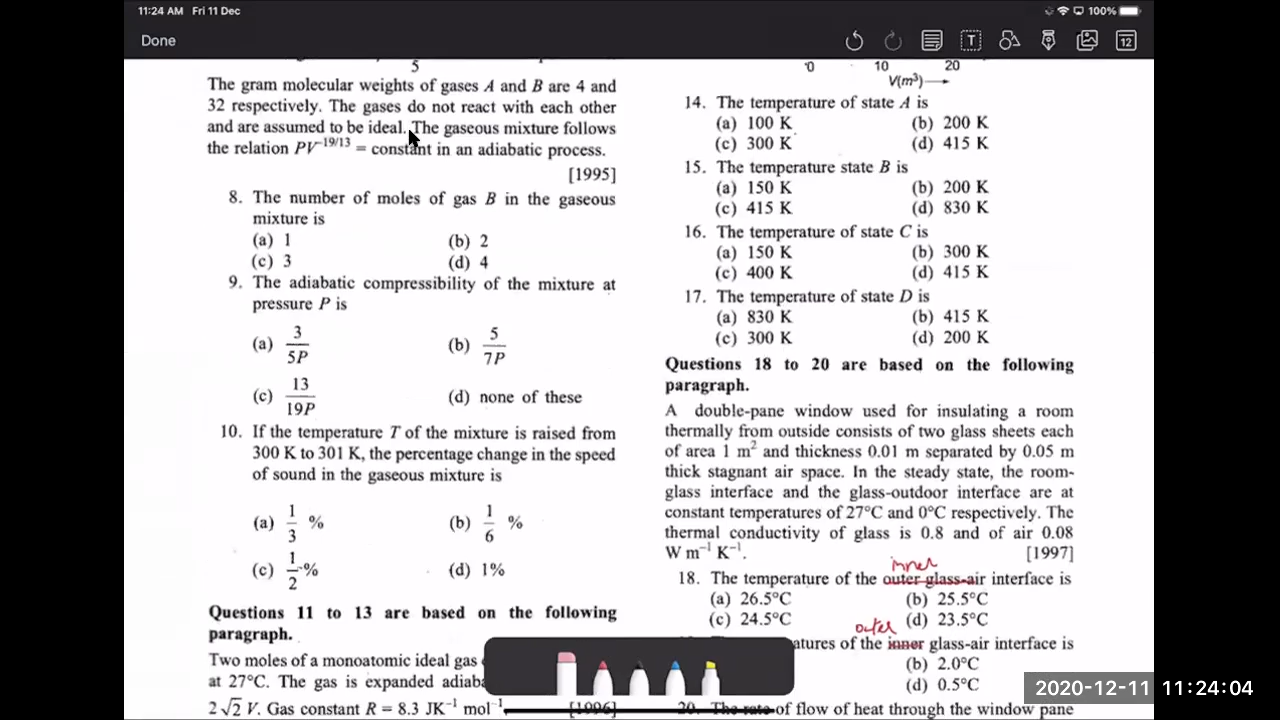 11:24 AM Fri 11 Dec
100%
Done
12
5
The gram molecular weights of gases A and B are 4 and
32 respectively. The gases do not react with each other
and are assumed to be ideal. The gaseous mixture follows
the relation PV⁻¹⁹/¹³ = constant in an adiabatic process.
[1995]
8. The number of moles of gas B in the gaseous
mixture is
(a) 1 (b) 2
(c) 3 (d) 4
9. The adiabatic compressibility of the mixture at
pressure P is
(a) 3/5P (b) 5/7P
(c) 13/19P (d) none of these
10. If the temperature T of the mixture is raised from
300 K to 301 K, the percentage change in the speed
of sound in the gaseous mixture is
(a) 1/3 % (b) 1/6 %
(c) 1/2 % (d) 1%
Questions 11 to 13 are based on the following
paragraph.
Two moles of a monoatomic ideal gas
at 27°C. The gas is expanded
2√2 V. Gas constant R = 8.3 JK⁻¹ mol⁻¹. [1996]
0 10 20
V(m³)→
14. The temperature of state A is
(a) 100 K (b) 200 K
(c) 300 K (d) 415 K
15. The temperature state B is
(a) 150 K (b) 200 K
(c) 415 K (d) 830 K
16. The temperature of state C is
(a) 150 K (b) 300 K
(c) 400 K (d) 415 K
17. The temperature of state D is
(a) 830 K (b) 415 K
(c) 300 K (d) 200 K
Questions 18 to 20 are based on the following
paragraph.
A double-pane window used for insulating a room
thermally from outside consists of two glass sheets each
of area 1 m² and thickness 0.01 m separated by 0.05 m
thick stagnant air space. In the steady state, the room-
glass interface and the glass-outdoor interface are at
constant temperatures of 27°C and 0°C respectively. The
thermal conductivity of glass is 0.8 and of air 0.08
W m⁻¹ K⁻¹. [1997]
inner
18. The temperature of the outer glass-air interface is
(a) 26.5°C (b) 25.5°C
(c) 24.5°C (d) 23.5°C
outer
of the inner glass-air interface is
(b) 2.0°C
(d) 0.5°C
20. The rate of flow of heat through the window pane
2020-12-11 11:24:04